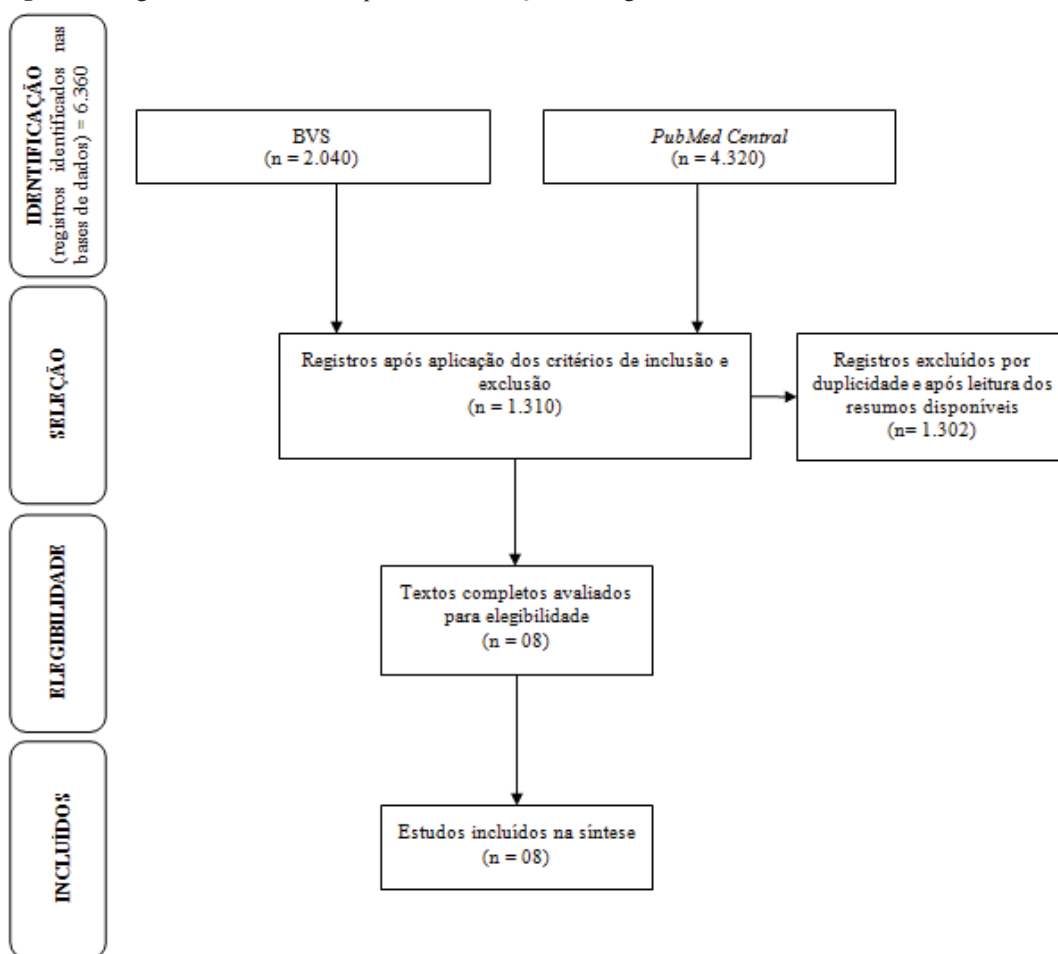 IDENTIFICAÇÃO
(registros identificados nas
bases de dados) = 6.360
BVS
(n = 2.040)
PubMed Central
(n = 4.320)
SELEÇÃO
Registros após aplicação dos critérios de inclusão e
exclusão
(n = 1.310)
Registros excluídos por
duplicidade e após leitura dos
resumos disponíveis
(n= 1.302)
ELEGIBILIDADE
Textos completos avaliados
para elegibilidade
(n = 08)
INCLUÍDOS
Estudos incluídos na síntese
(n = 08)